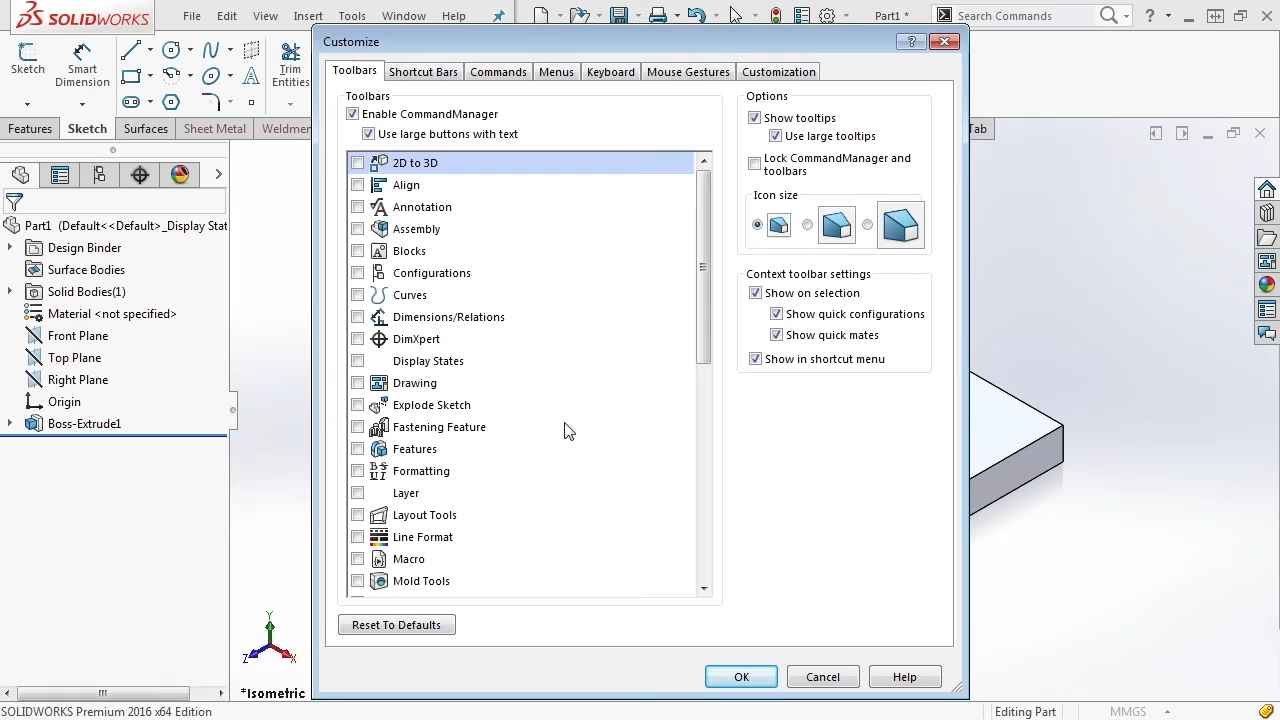 SOLIDWORKS
File Edit View Insert Tools Window Help
Part1 *
Search Commands
Sketch
Smart Dimension
Trim Entities
Features Sketch Surfaces Sheet Metal Weldmen
Tab
Part1 (Default<<Default>_Display Stat
Design Binder
Surface Bodies
Solid Bodies(1)
Material <not specified>
Front Plane
Top Plane
Right Plane
Origin
Boss-Extrude1
Customize
Toolbars Shortcut Bars Commands Menus Keyboard Mouse Gestures Customization
Toolbars
Enable CommandManager
Use large buttons with text
2D to 3D
Align
Annotation
Assembly
Blocks
Configurations
Curves
Dimensions/Relations
DimXpert
Display States
Drawing
Explode Sketch
Fastening Feature
Features
Formatting
Layer
Layout Tools
Line Format
Macro
Mold Tools
Reset To Defaults
Options
Show tooltips
Use large tooltips
Lock CommandManager and
toolbars
Icon size
Context toolbar settings
Show on selection
Show quick configurations
Show quick mates
Show in shortcut menu
OK Cancel Help
Y
Z X
*Isometric
SOLIDWORKS Premium 2016 x64 Edition
Editing Part
MMGS